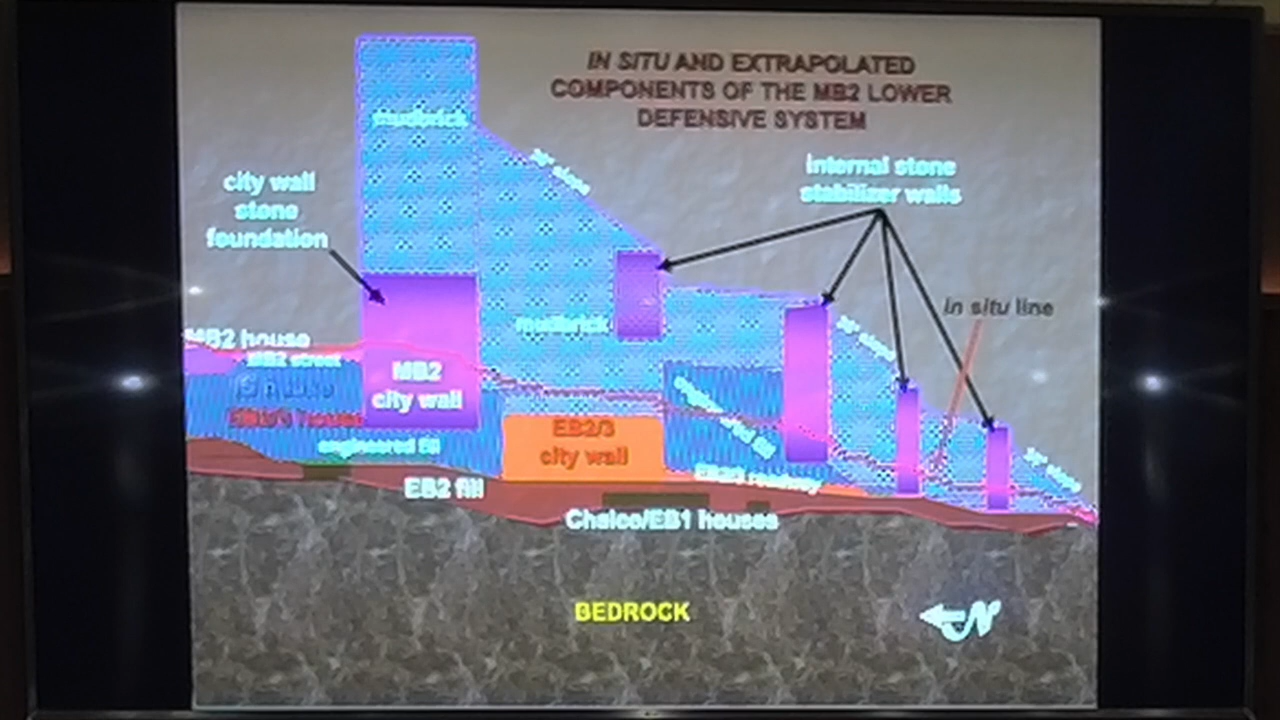 IN SITU AND EXTRAPOLATED
COMPONENTS OF THE MB2 LOWER
DEFENSIVE SYSTEM
mudbrick
internal stone
stabilizer walls
city wall
stone
foundation
in situ line
mudbrick
MB2 house
MB2 street
MB2
city wall
engineered fill
EB2/3
city wall
EB2 fill
Chalco/EB1 houses
BEDROCK
N